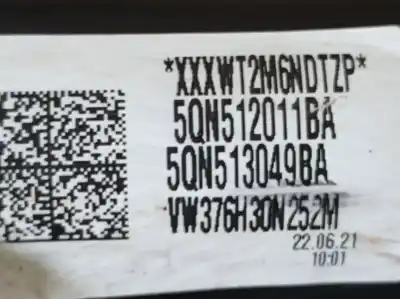 *XXXWT2M6NDTZP*
5QN512011BA
5QN513049BA
VW376H30N252M
22.06.21
10:01